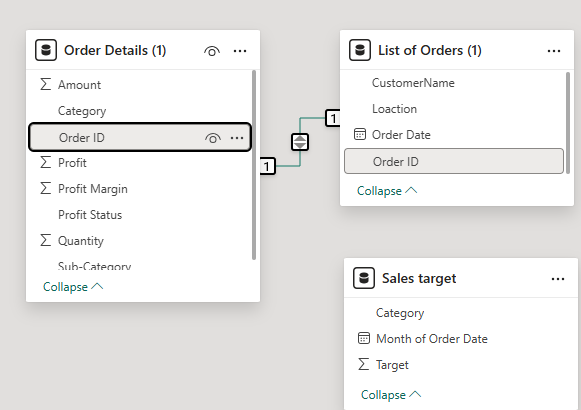 Order Details (1)
Amount
Category
Order ID
Profit
Profit Margin
Profit Status
Quantity
Sub-Category
Collapse
1
1
List of Orders (1)
CustomerName
Loaction
Order Date
Order ID
Collapse
Sales target
Category
Month of Order Date
Target
Collapse